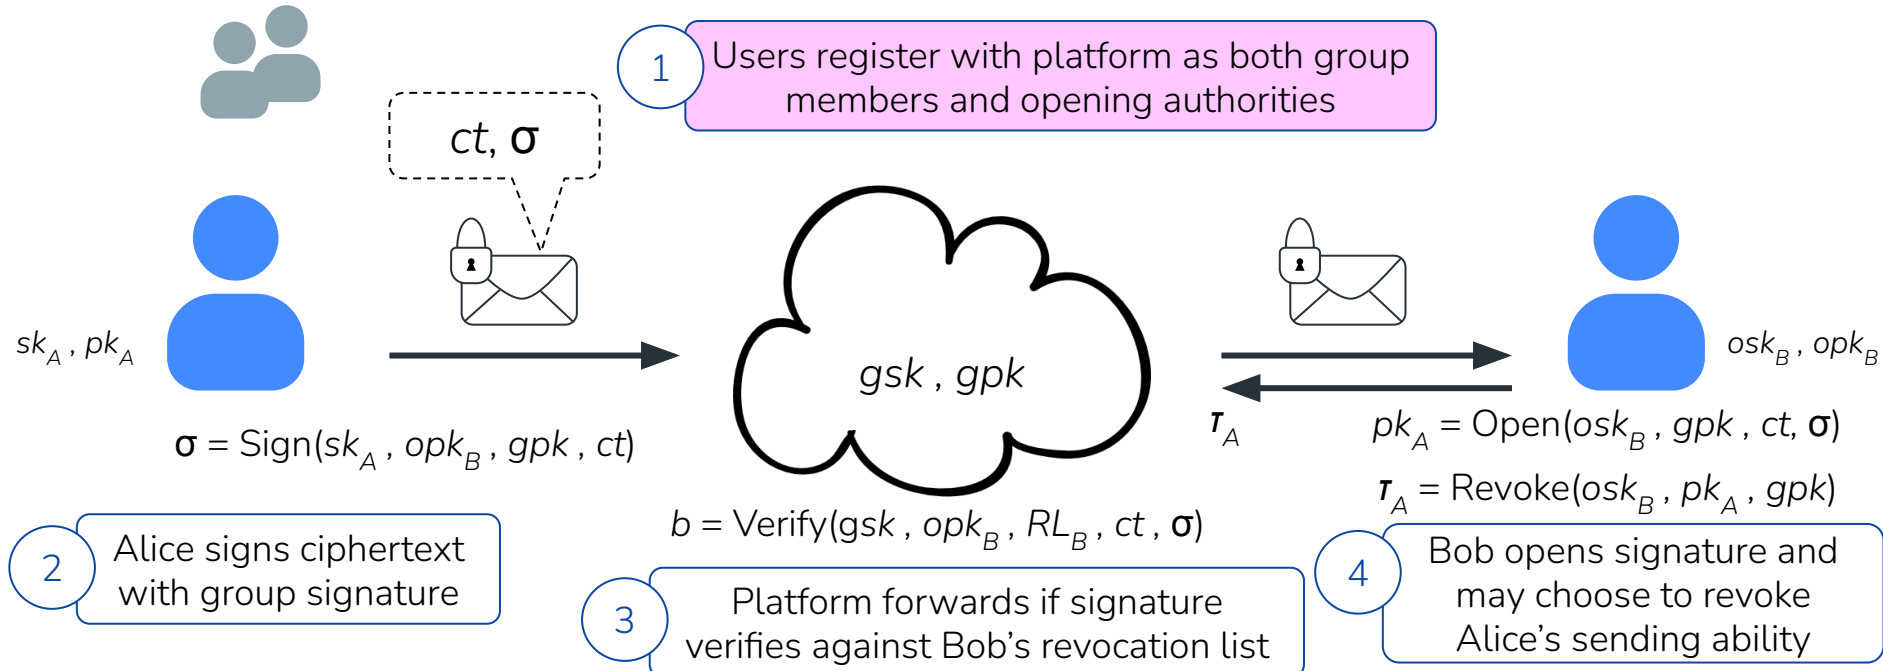 1
Users register with platform as both group
members and opening authorities
ct, σ
sk_A , pk_A
gsk , gpk
osk_B , opk_B
σ = Sign(sk_A , opk_B , gpk , ct)
τ_A
pk_A = Open(osk_B , gpk , ct, σ)
τ_A = Revoke(osk_B , pk_A , gpk)
b = Verify(gsk , opk_B , RL_B , ct , σ)
2
Alice signs ciphertext
with group signature
3
Platform forwards if signature
verifies against Bob's revocation list
4
Bob opens signature and
may choose to revoke
Alice's sending ability